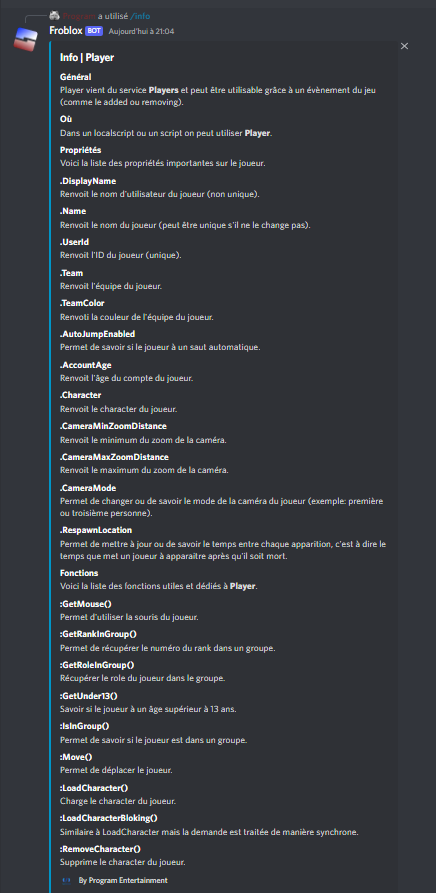 Program a utilisé /info
Froblox BOT Aujourd'hui à 21:04
Info | Player
Général
Player vient du service Players et peut être utilisable grâce à un évènement du jeu
(comme le added ou removing).
Où
Dans un localscript ou un script on peut utiliser Player.
Propriétés
Voici la liste des propriétés importantes sur le joueur.
.DisplayName
Renvoit le nom d'utilisateur du joueur (non unique).
.Name
Renvoit le nom du joueur (peut être unique s'il ne le change pas).
.UserId
Renvoit l'ID du joueur (unique).
.Team
Renvoit l'équipe du joueur.
.TeamColor
Renvoti la couleur de l'équipe du joueur.
.AutoJumpEnabled
Permet de savoir si le joueur à un saut automatique.
.AccountAge
Renvoit l'âge du compte du joueur.
.Character
Renvoit le character du joueur.
.CameraMinZoomDistance
Renvoit le minimum du zoom de la caméra.
.CameraMaxZoomDistance
Renvoit le maximum du zoom de la caméra.
.CameraMode
Permet de changer ou de savoir le mode de la caméra du joueur (exemple: première
ou troisième personne).
.RespawnLocation
Permet de mettre à jour ou de savoir le temps entre chaque apparition, c'est à dire le
temps que met un joueur à apparaitre après qu'il soit mort.
Fonctions
Voici la liste des fonctions utiles et dédiés à Player.
:GetMouse()
Permet d'utiliser la souris du joueur.
:GetRankInGroup()
Permet de récupérer le numéro du rank dans un groupe.
:GetRoleInGroup()
Récupérer le role du joueur dans le groupe.
:GetUnder13()
Savoir si le joueur à un âge supérieur à 13 ans.
:IsInGroup()
Permet de savoir si le joueur est dans un groupe.
:Move()
Permet de déplacer le joueur.
:LoadCharacter()
Charge le character du joueur.
:LoadCharacterBloking()
Similaire à LoadCharacter mais la demande est traitée de manière synchrone.
:RemoveCharacter()
Supprime le character du joueur.
By Program Entertainment